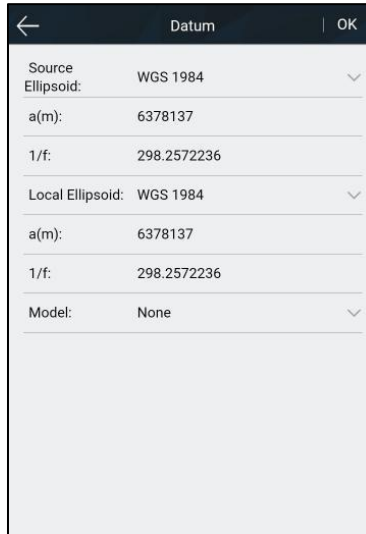 Datum | OK
Source
Ellipsoid: WGS 1984
a(m): 6378137
1/f: 298.2572236
Local Ellipsoid: WGS 1984
a(m): 6378137
1/f: 298.2572236
Model: None